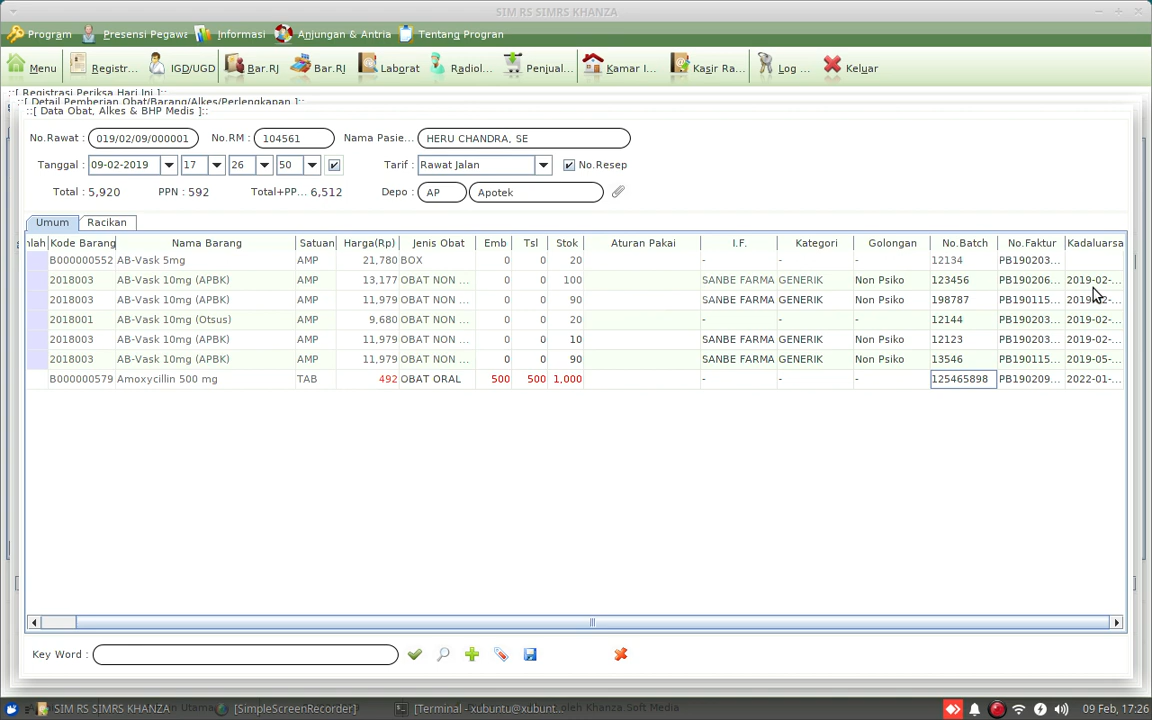 SIM RS SIMRS KHANZA
Program Presensi Pegawa Informasi Anjungan & Antria Tentang Progran
Menu Registr... IGD/UGD Bar.RJ Bar.RI Laborat Radiol... Penjual... Kamar I... Kasir Ra... Log ... Keluar
::[ Registrasi Periksa Hari Ini ]::
::[ Detail Pemberian Obat/Barang/Alkes/Perlengkapan ]::
::[ Data Obat, Alkes & BHP Medis ]::
No.Rawat : 019/02/09/000001 No.RM : 104561 Nama Pasie... HERU CHANDRA, SE
Tanggal : 09-02-2019 17 26 50 Tarif : Rawat Jalan No.Resep
Total : 5,920 PPN : 592 Total+PP... 6,512 Depo : AP Apotek
Umum Racikan
nlah Kode Barang Nama Barang Satuan Harga(Rp) Jenis Obat Emb Tsl Stok Aturan Pakai I.F. Kategori Golongan No.Batch No.Faktur Kadaluarsa
B000000552 AB-Vask 5mg AMP 21,780 BOX 0 0 20 - - - 12134 PB190203...
2018003 AB-Vask 10mg (APBK) AMP 13,177 OBAT NON ... 0 0 100 SANBE FARMA GENERIK Non Psiko 123456 PB190206... 2019-02-...
2018003 AB-Vask 10mg (APBK) AMP 11,979 OBAT NON ... 0 0 90 SANBE FARMA GENERIK Non Psiko 198787 PB190115...
2018001 AB-Vask 10mg (Otsus) AMP 9,680 OBAT NON ... 0 0 20 - - - 12144 PB190203... 2019-02-...
2018003 AB-Vask 10mg (APBK) AMP 11,979 OBAT NON ... 0 0 10 SANBE FARMA GENERIK Non Psiko 12123 PB190203... 2019-02-...
2018003 AB-Vask 10mg (APBK) AMP 11,979 OBAT NON ... 0 0 90 SANBE FARMA GENERIK Non Psiko 13546 PB190115... 2019-05-...
B000000579 Amoxycillin 500 mg TAB 492 OBAT ORAL 500 500 1,000 - - - 125465898 PB190209... 2022-01-...
Key Word :
SIM RS SIMRS KHANZA [SimpleScreenRecorder] [Terminal - xubuntu@xubunt... oleh Khanza Soft Media 09 Feb, 17:26